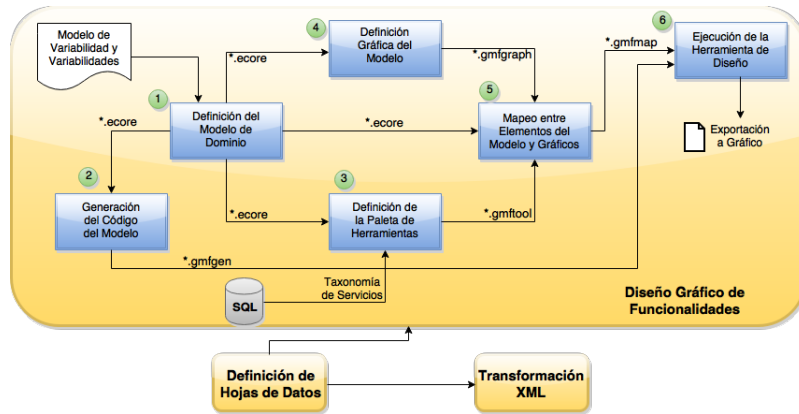 Modelo de
Variabilidad y
Variabilidades
4
Definición
Gráfica del
Modelo
6
Ejecución de la
Herramienta de
Diseño
*.ecore
*.gmfgraph
*.gmfmap
1
Definición del
Modelo de
Dominio
*.ecore
5
Mapeo entre
Elementos del
Modelo y Gráficos
Exportación
a Gráfico
*.ecore
2
Generación
del Código
del Modelo
3
Definición de
la Paleta de
Herramientas
*.ecore
*.gmftool
*.gmfgen
SQL
Taxonomía
de Servicios
Diseño Gráfico de
Funcionalidades
Definición de
Hojas de Datos
Transformación
XML